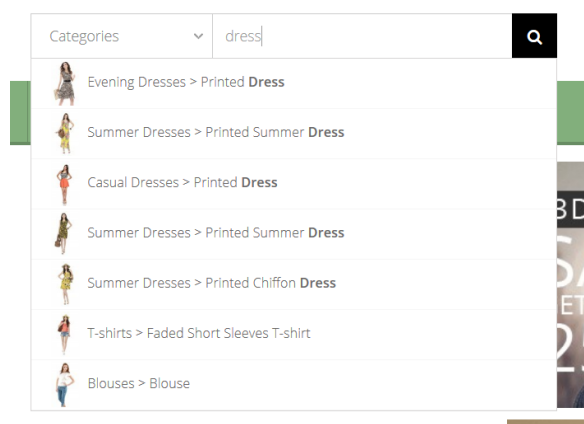 Categories dress
Evening Dresses > Printed Dress
Summer Dresses > Printed Summer Dress
Casual Dresses > Printed Dress
Summer Dresses > Printed Summer Dress
Summer Dresses > Printed Chiffon Dress
T-shirts > Faded Short Sleeves T-shirt
Blouses > Blouse